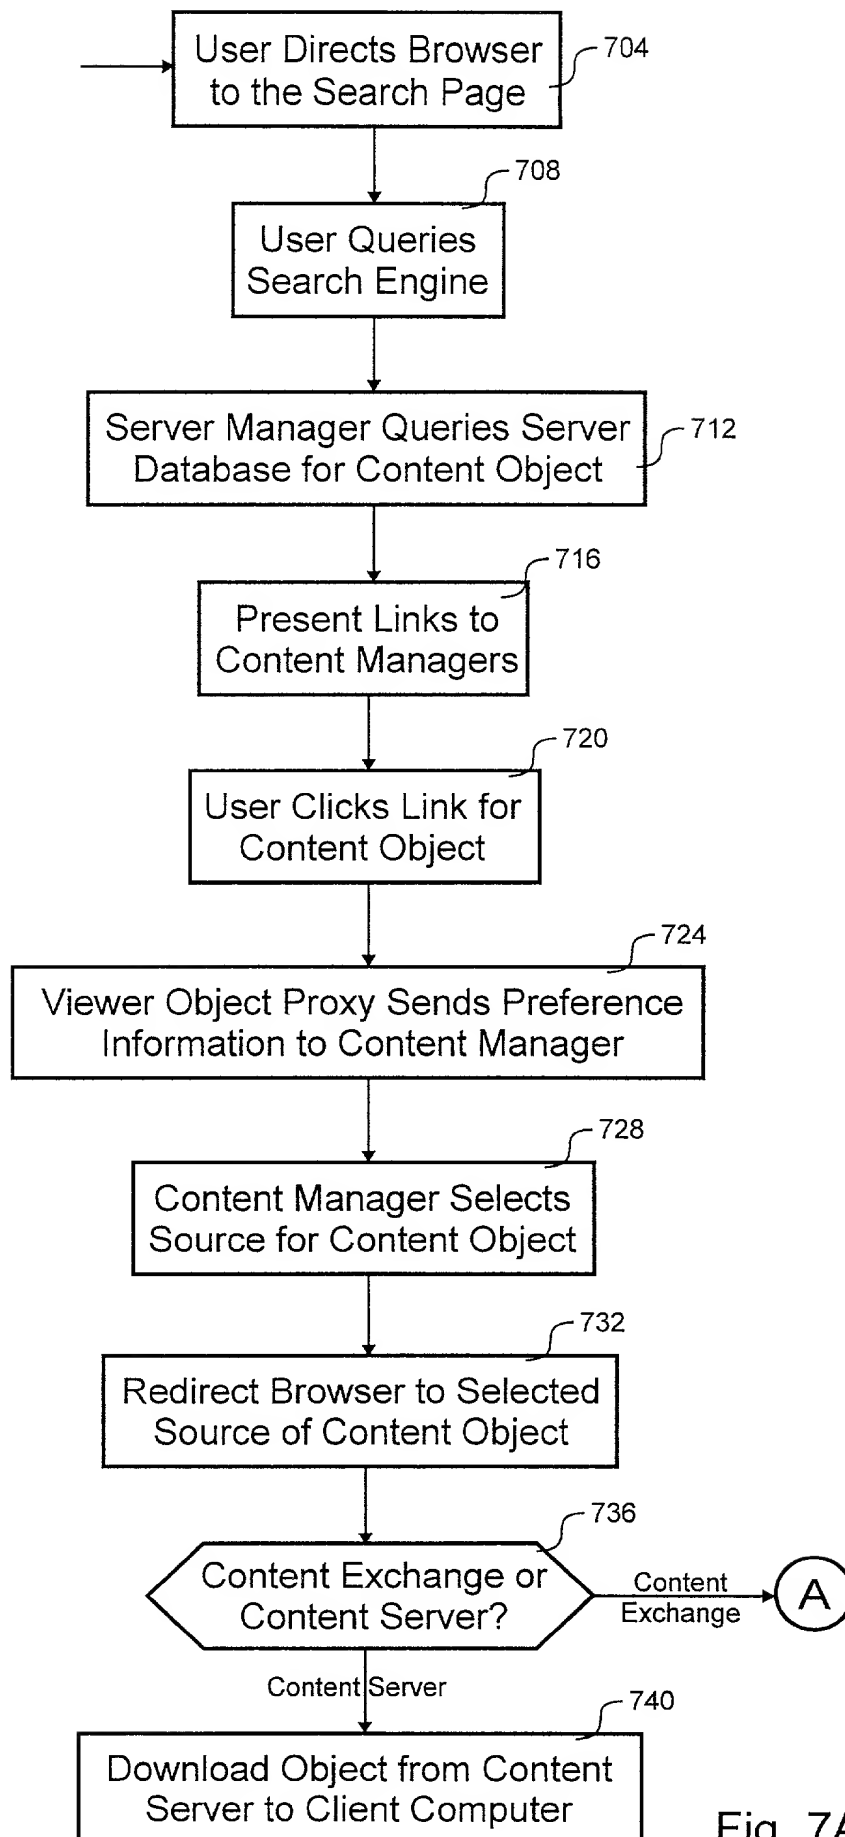 User Directs Browser
to the Search Page
704
708
User Queries
Search Engine
Server Manager Queries Server
Database for Content Object
712
716
Present Links to
Content Managers
720
User Clicks Link for
Content Object
724
Viewer Object Proxy Sends Preference
Information to Content Manager
728
Content Manager Selects
Source for Content Object
732
Redirect Browser to Selected
Source of Content Object
736
Content Exchange or
Content Server?
Content
Exchange
A
Content Server
740
Download Object from Content
Server to Client Computer
Fig. 7A